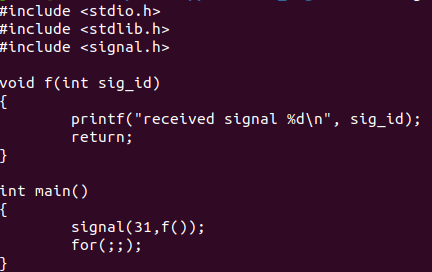 #include <stdio.h>
#include <stdlib.h>
#include <signal.h>
void f(int sig_id)
{
        printf("received signal %d\n", sig_id);
        return;
}
int main()
{
        signal(31,f());
        for(;;);
}